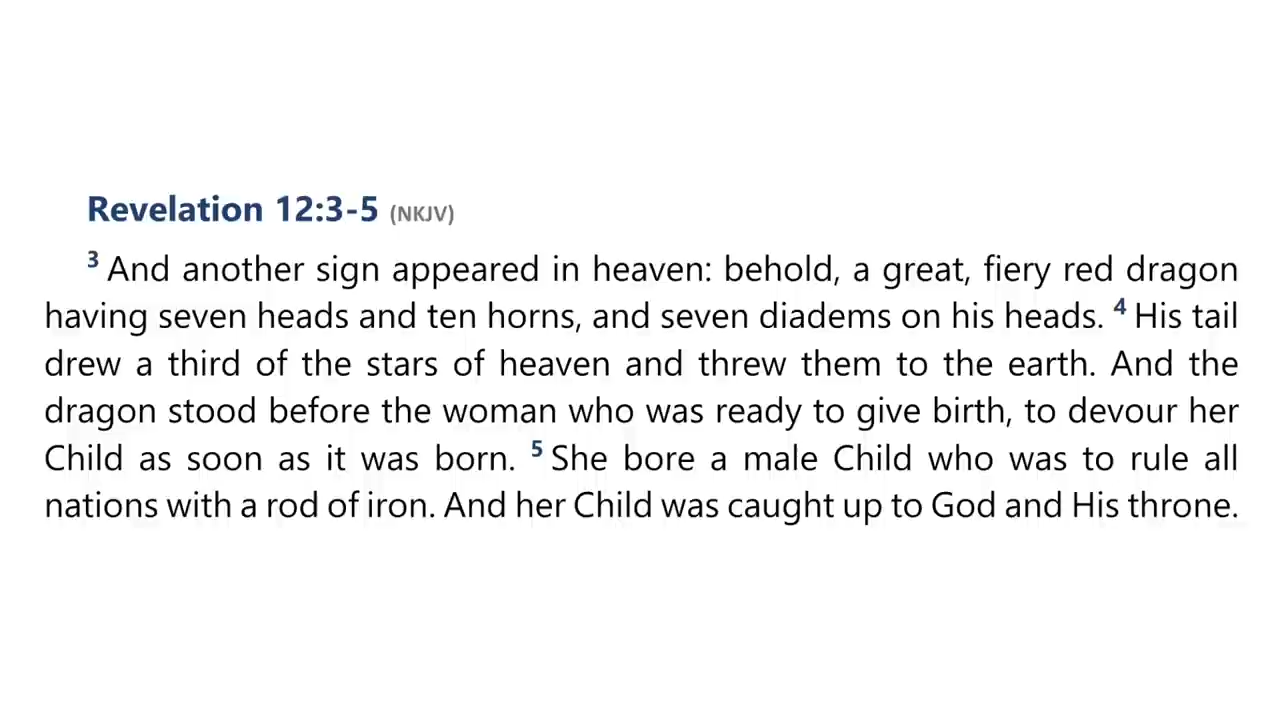 Revelation 12:3-5 (NKJV)
3 And another sign appeared in heaven: behold, a great, fiery red dragon
having seven heads and ten horns, and seven diadems on his heads. 4 His tail
drew a third of the stars of heaven and threw them to the earth. And the
dragon stood before the woman who was ready to give birth, to devour her
Child as soon as it was born. 5 She bore a male Child who was to rule all
nations with a rod of iron. And her Child was caught up to God and His throne.